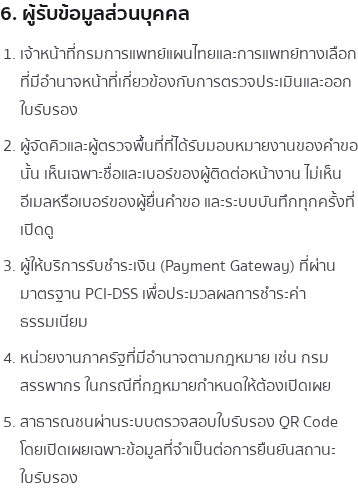 6. ผู้รับข้อมูลส่วนบุคคล
1. เจ้าหน้าที่กรมการแพทย์แผนไทยและการแพทย์ทางเลือก
ที่มีอำนาจหน้าที่เกี่ยวข้องกับการตรวจประเมินและออก
ใบรับรอง
2. ผู้จัดคิวและผู้ตรวจพื้นที่ที่ได้รับมอบหมายงานของคำขอ
นั้น เห็นเฉพาะชื่อและเบอร์ของผู้ติดต่อหน้างาน ไม่เห็น
อีเมลหรือเบอร์ของผู้ยื่นคำขอ และระบบบันทึกทุกครั้งที่
เปิดดู
3. ผู้ให้บริการรับชำระเงิน (Payment Gateway) ที่ผ่าน
มาตรฐาน PCI-DSS เพื่อประมวลผลการชำระค่า
ธรรมเนียม
4. หน่วยงานภาครัฐที่มีอำนาจตามกฎหมาย เช่น กรม
สรรพากร ในกรณีที่กฎหมายกำหนดให้ต้องเปิดเผย
5. สาธารณชนผ่านระบบตรวจสอบใบรับรอง QR Code
โดยเปิดเผยเฉพาะข้อมูลที่จำเป็นต่อการยืนยันสถานะ
ใบรับรอง